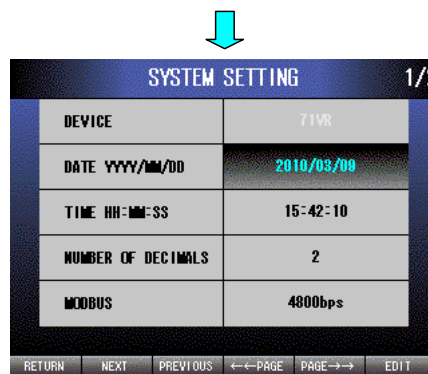 SYSTEM SETTING 1/
DEVICE 71VR
DATE YYYY/MM/DD 2010/03/09
TIME HH:MM:SS 15:42:10
NUMBER OF DECIMALS 2
MODBUS 4800bps
RETURN NEXT PREVIOUS ←←PAGE PAGE→→ EDIT